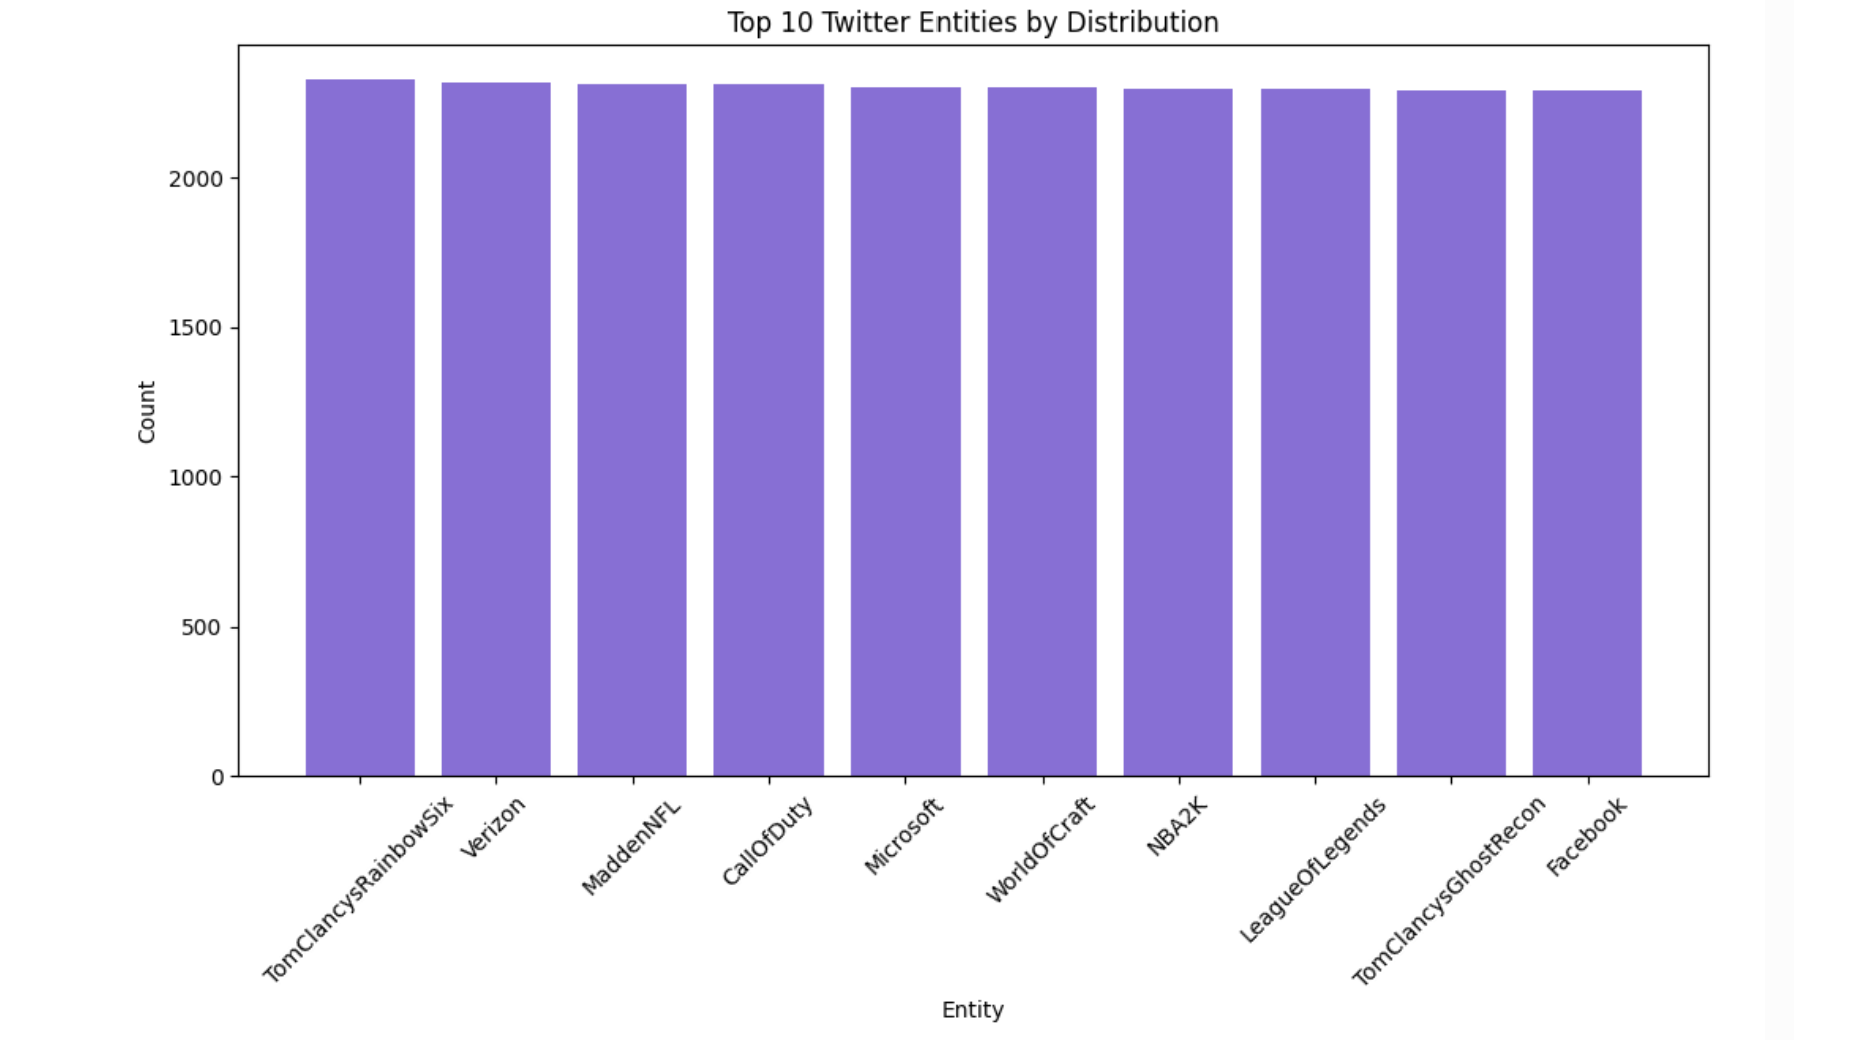 Top 10 Twitter Entities by Distribution
2000
1500
1000
500
0
Count
TomClancysRainbowSix
Verizon
MaddenNFL
CallOfDuty
Microsoft
WorldOfCraft
NBA2K
LeagueOfLegends
TomClancysGhostRecon
Facebook
Entity